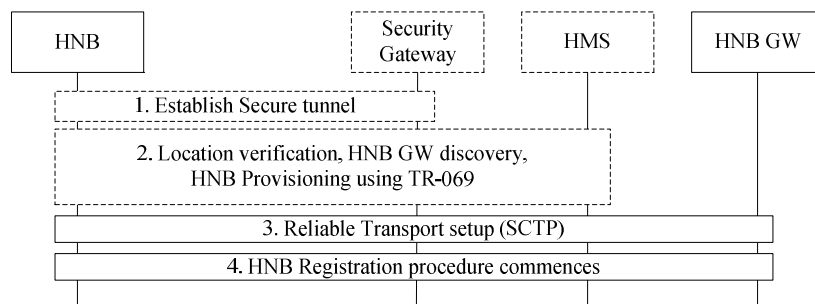 HNB
Security
Gateway
HMS
HNB GW
1. Establish Secure tunnel
2. Location verification, HNB GW discovery,
HNB Provisioning using TR-069
3. Reliable Transport setup (SCTP)
4. HNB Registration procedure commences